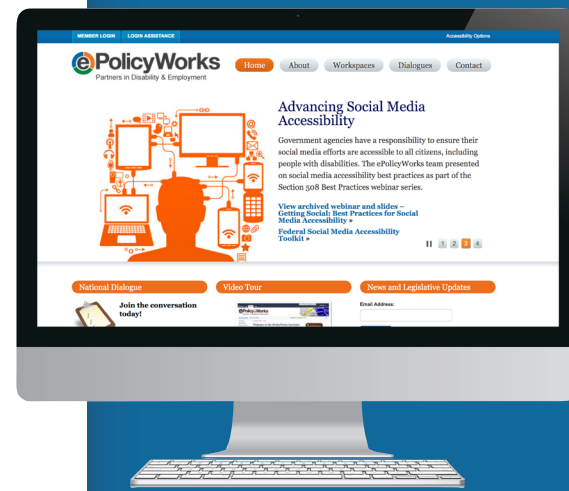 MEMBER LOGIN LOGIN ASSISTANCE Accessibility Options
ePolicyWorks
Partners in Disability & Employment
Home About Workspaces Dialogues Contact
Advancing Social Media
Accessibility
Government agencies have a responsibility to ensure their
social media efforts are accessible to all citizens, including
people with disabilities. The ePolicyWorks team presented
on social media accessibility best practices as part of the
Section 508 Best Practices webinar series.
View archived webinar and slides –
Getting Social: Best Practices for Social
Media Accessibility »
Federal Social Media Accessibility
Toolkit »
1 2 3 4
National Dialogue Video Tour News and Legislative Updates
Join the conversation
today!
Email Address:
ePolicyWorks